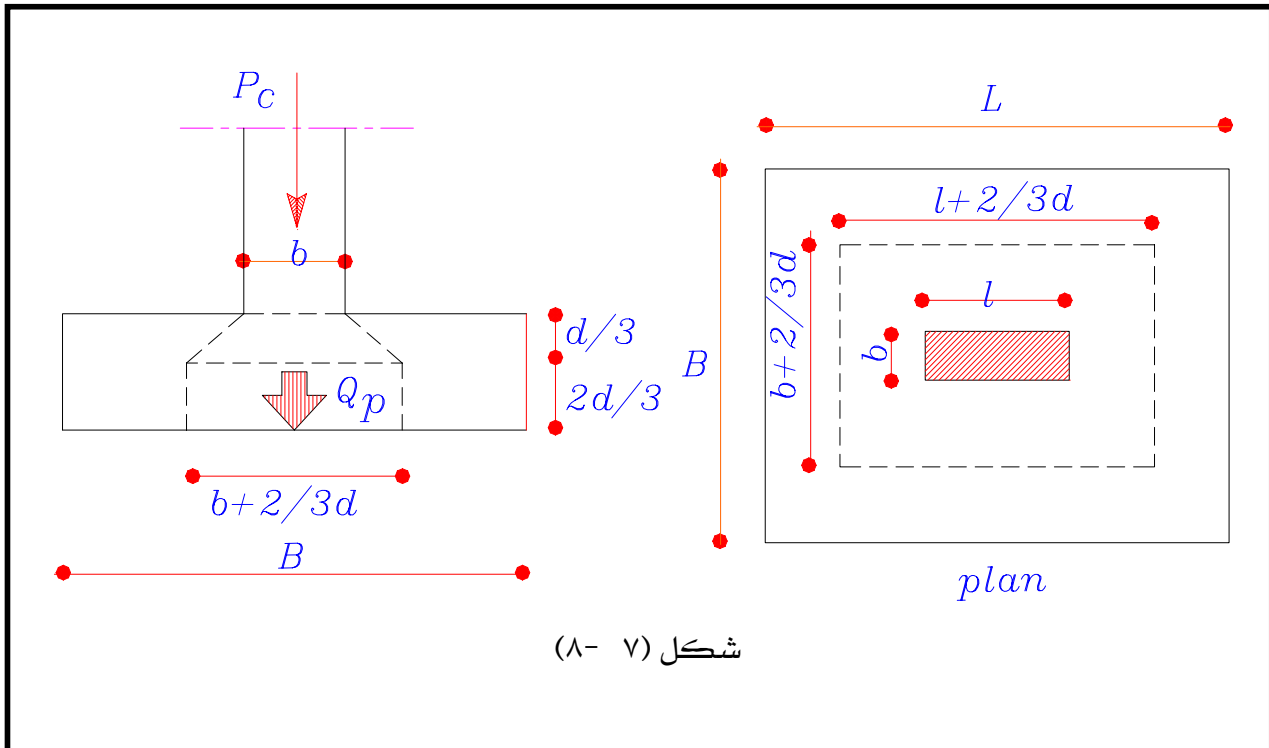 P_C
b
d/3
2d/3
Q_p
b+2/3d
B
L
l+2/3d
b+2/3d
l
b
B
plan
شكل (٧ -٨)